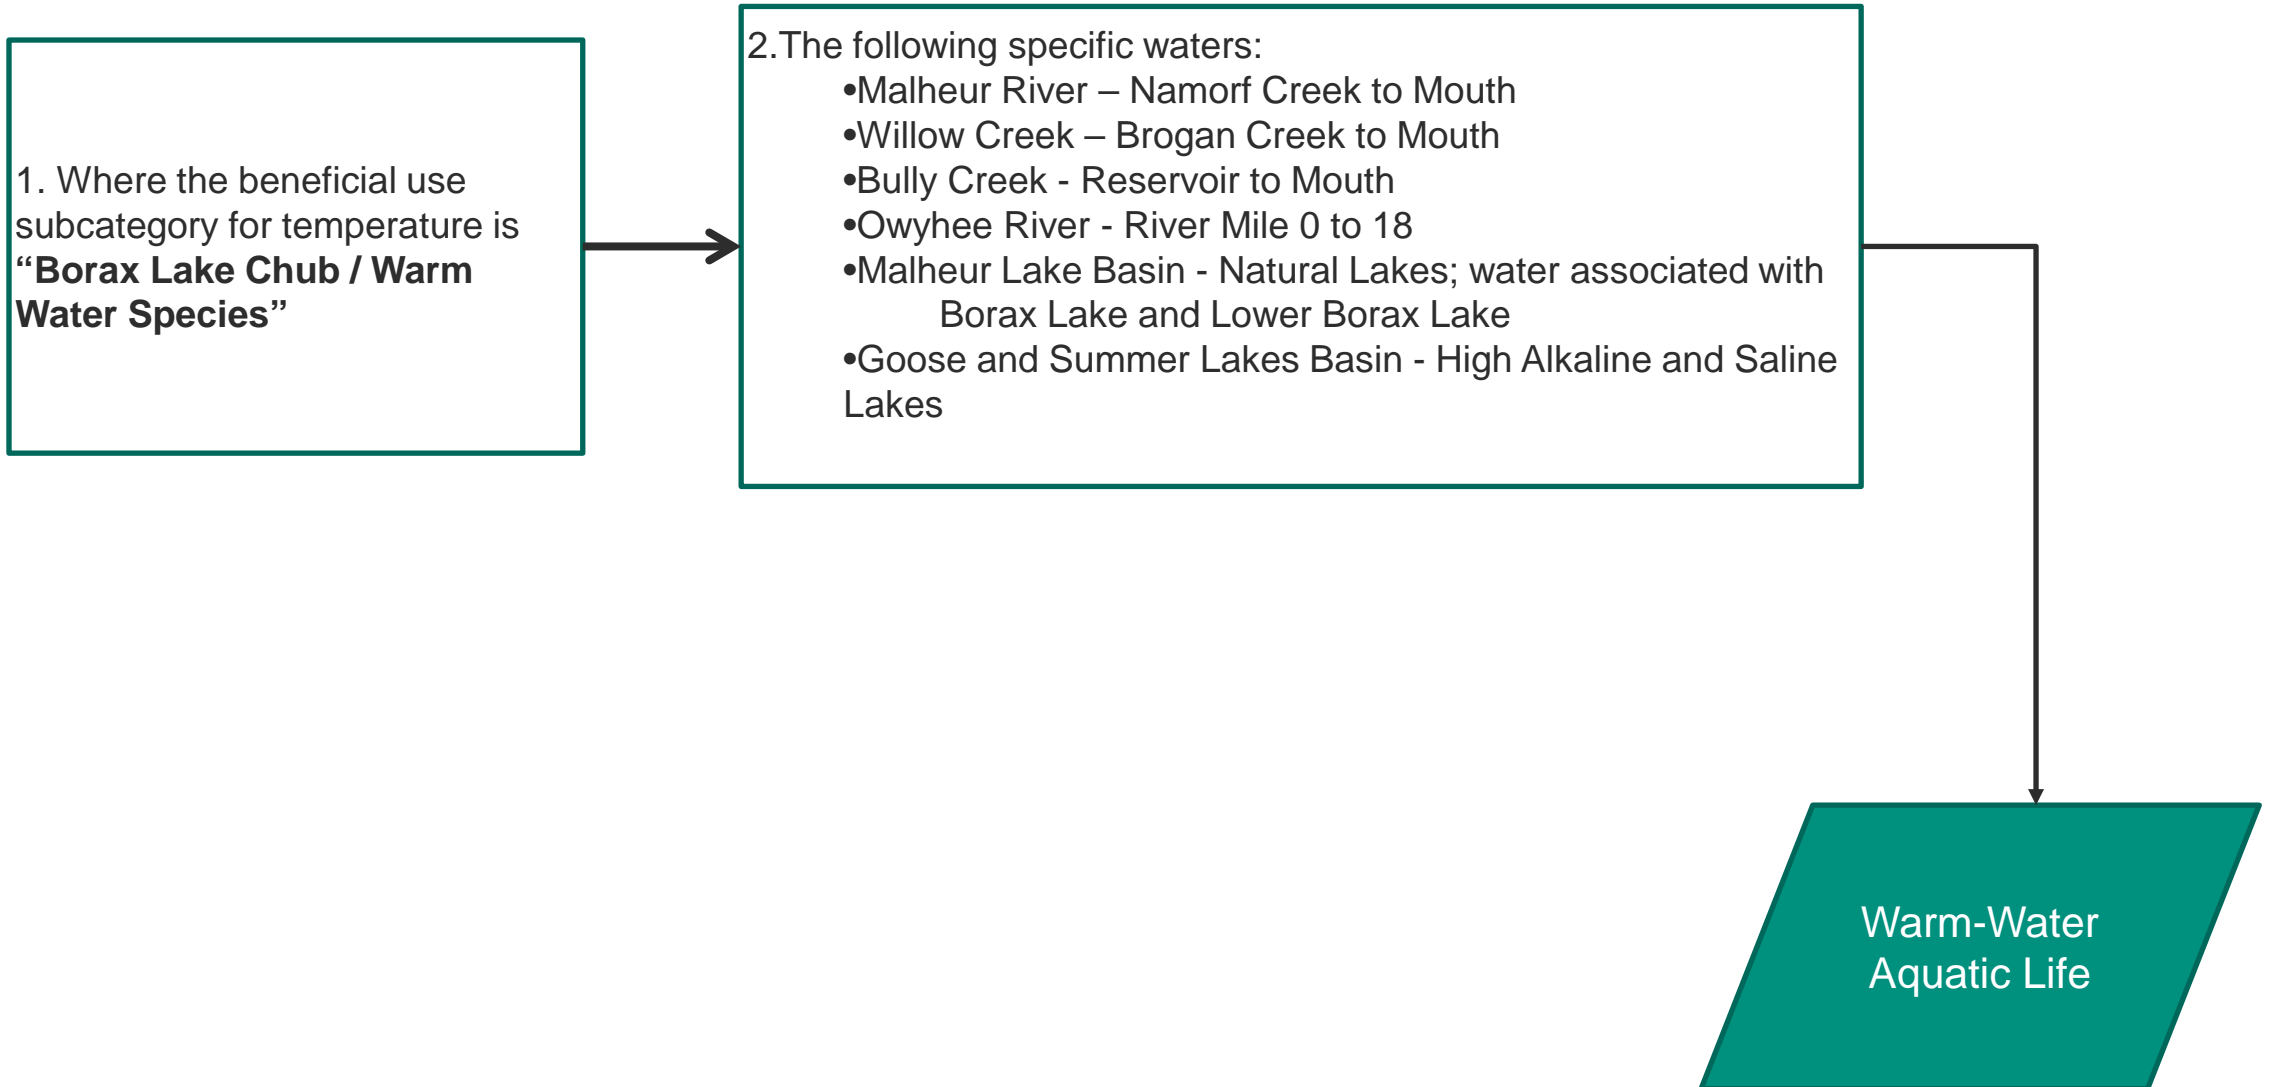 1. Where the beneficial use
subcategory for temperature is
“Borax Lake Chub / Warm
Water Species”
2.The following specific waters:
•Malheur River – Namorf Creek to Mouth
•Willow Creek – Brogan Creek to Mouth
•Bully Creek - Reservoir to Mouth
•Owyhee River - River Mile 0 to 18
•Malheur Lake Basin - Natural Lakes; water associated with
Borax Lake and Lower Borax Lake
•Goose and Summer Lakes Basin - High Alkaline and Saline
Lakes
Warm-Water
Aquatic Life